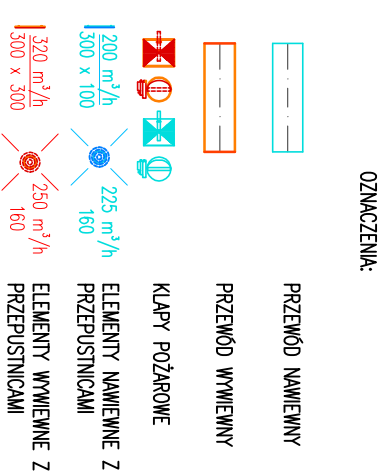 OZNACZENIA:
PRZEWÓD NAWIEWNY
PRZEWÓD WYWIEWNY
KLAPY POŻAROWE
200 m³/h
300 x 100
225 m³/h
160
ELEMENTY NAWIEWNE Z
PRZEPUSTNICAMI
320 m³/h
300 x 300
250 m³/h
160
ELEMENTY WYWIEWNE Z
PRZEPUSTNICAMI